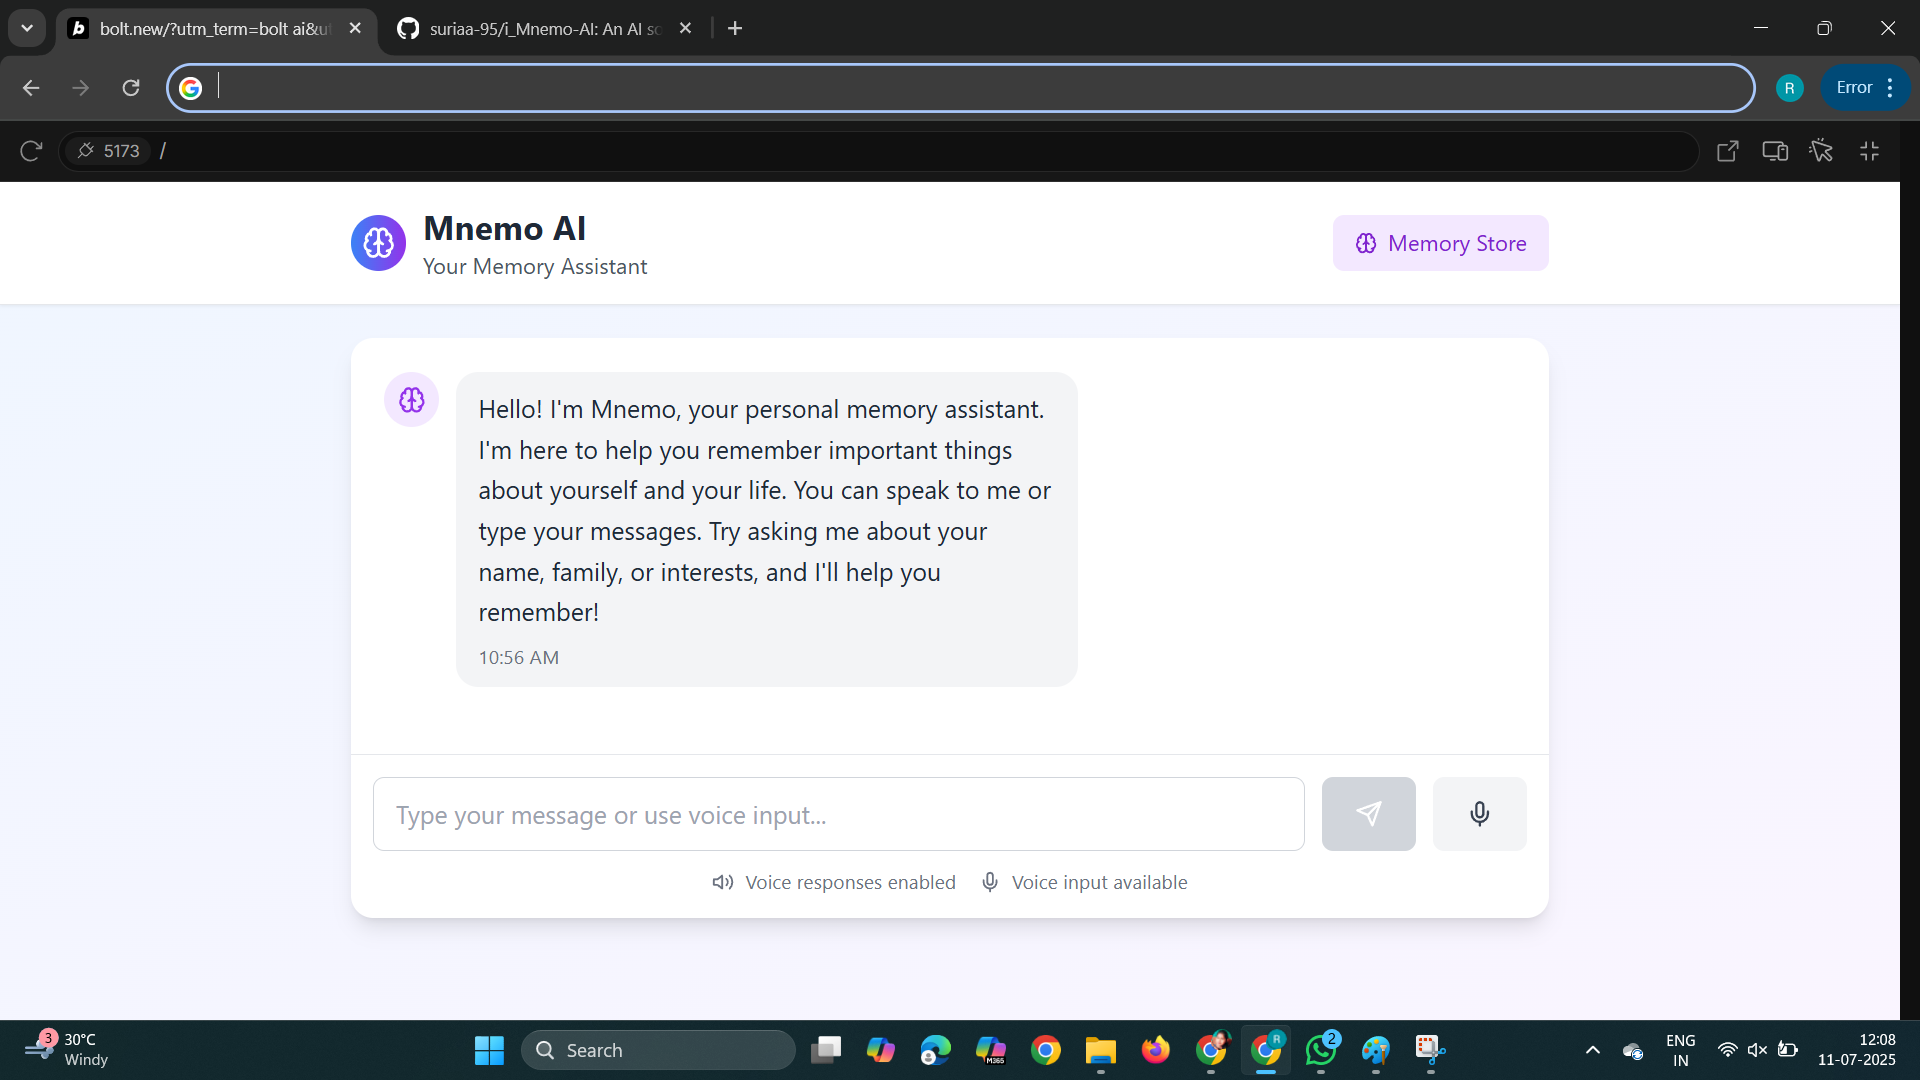 bolt.new/?utm_term=bolt ai&ut
suriaa-95/i_Mnemo-AI: An AI so
R
Error
5173 /
Mnemo AI
Your Memory Assistant
Memory Store
Hello! I'm Mnemo, your personal memory assistant.
I'm here to help you remember important things
about yourself and your life. You can speak to me or
type your messages. Try asking me about your
name, family, or interests, and I'll help you
remember!
10:56 AM
Type your message or use voice input...
Voice responses enabled
Voice input available
3
30°C
Windy
Search
M365
R
2
ENG
IN
12:08
11-07-2025